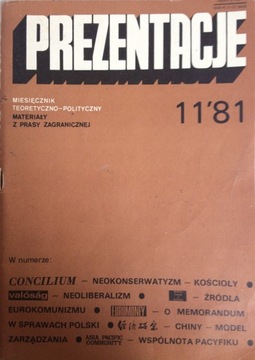 PREZENTACJE
MIESIĘCZNIK
TEORETYCZNO-POLITYCZNY
MATERIAŁY
Z PRASY ZAGRANICZNEJ
11'81
W numerze:
CONCILIUM – NEOKONSERWATYZM – KOŚCIOŁY
valóság – NEOLIBERALIZM – ŹRÓDŁA
EUROKOMUNIZMU – O MEMORANDUM
W SPRAWACH POLSKI – CHINY – MODEL
ZARZĄDZANIA ASIA PACIFIC COMMUNITY – WSPÓLNOTA PACYFIKU